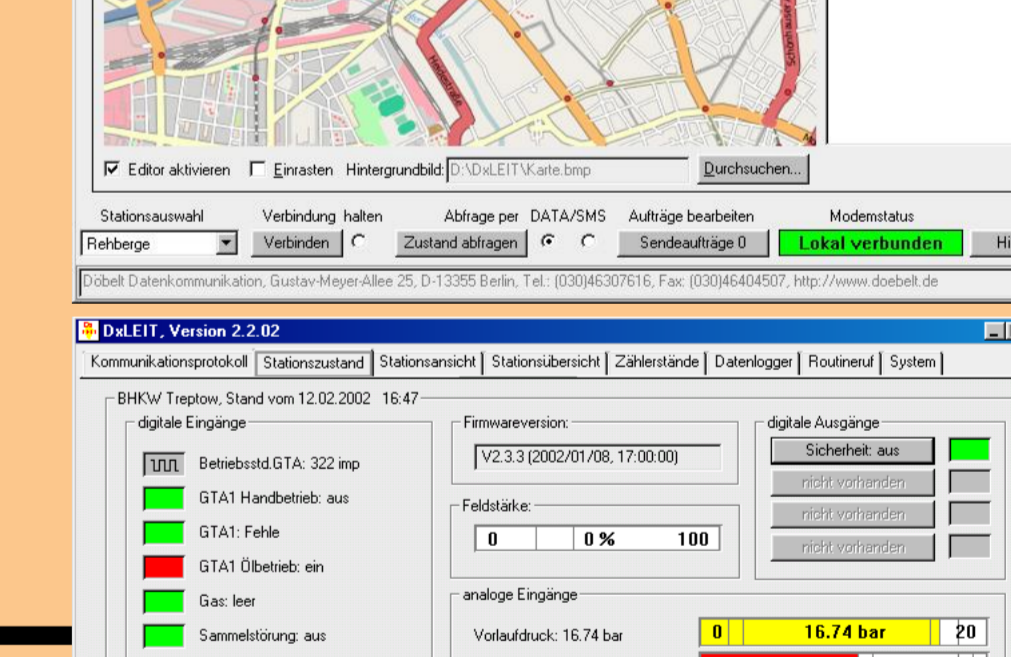 Heidestraße
Schönhauser
Editor aktivieren Einrasten Hintergrundbild: D:\DxLEIT\Karte.bmp Durchsuchen...
Stationsauswahl Verbindung halten Abfrage per DATA/SMS Aufträge bearbeiten Modemstatus
Rehberge Verbinden Zustand abfragen Sendeaufträge 0 Lokal verbunden Hi
Döbelt Datenkommunikation, Gustav-Meyer-Allee 25, D-13355 Berlin, Tel.: (030)46307616, Fax: (030)46404507, http://www.doebelt.de
DxLEIT, Version 2.2.02
Kommunikationsprotokoll Stationszustand Stationsansicht Stationsübersicht Zählerstände Datenlogger Routineruf System
BHKW Treptow, Stand vom 12.02.2002 16:47
digitale Eingänge
Betriebsstd.GTA: 322 imp
GTA1 Handbetrieb: aus
GTA1: Fehle
GTA1 Ölbetrieb: ein
Gas: leer
Sammelstörung: aus
Firmwareversion:
V2.3.3 (2002/01/08, 17:00:00)
Feldstärke:
0 0 % 100
digitale Ausgänge
Sicherheit: aus
nicht vorhanden
nicht vorhanden
nicht vorhanden
analoge Eingänge
Vorlaufdruck: 16.74 bar 0 16.74 bar 20